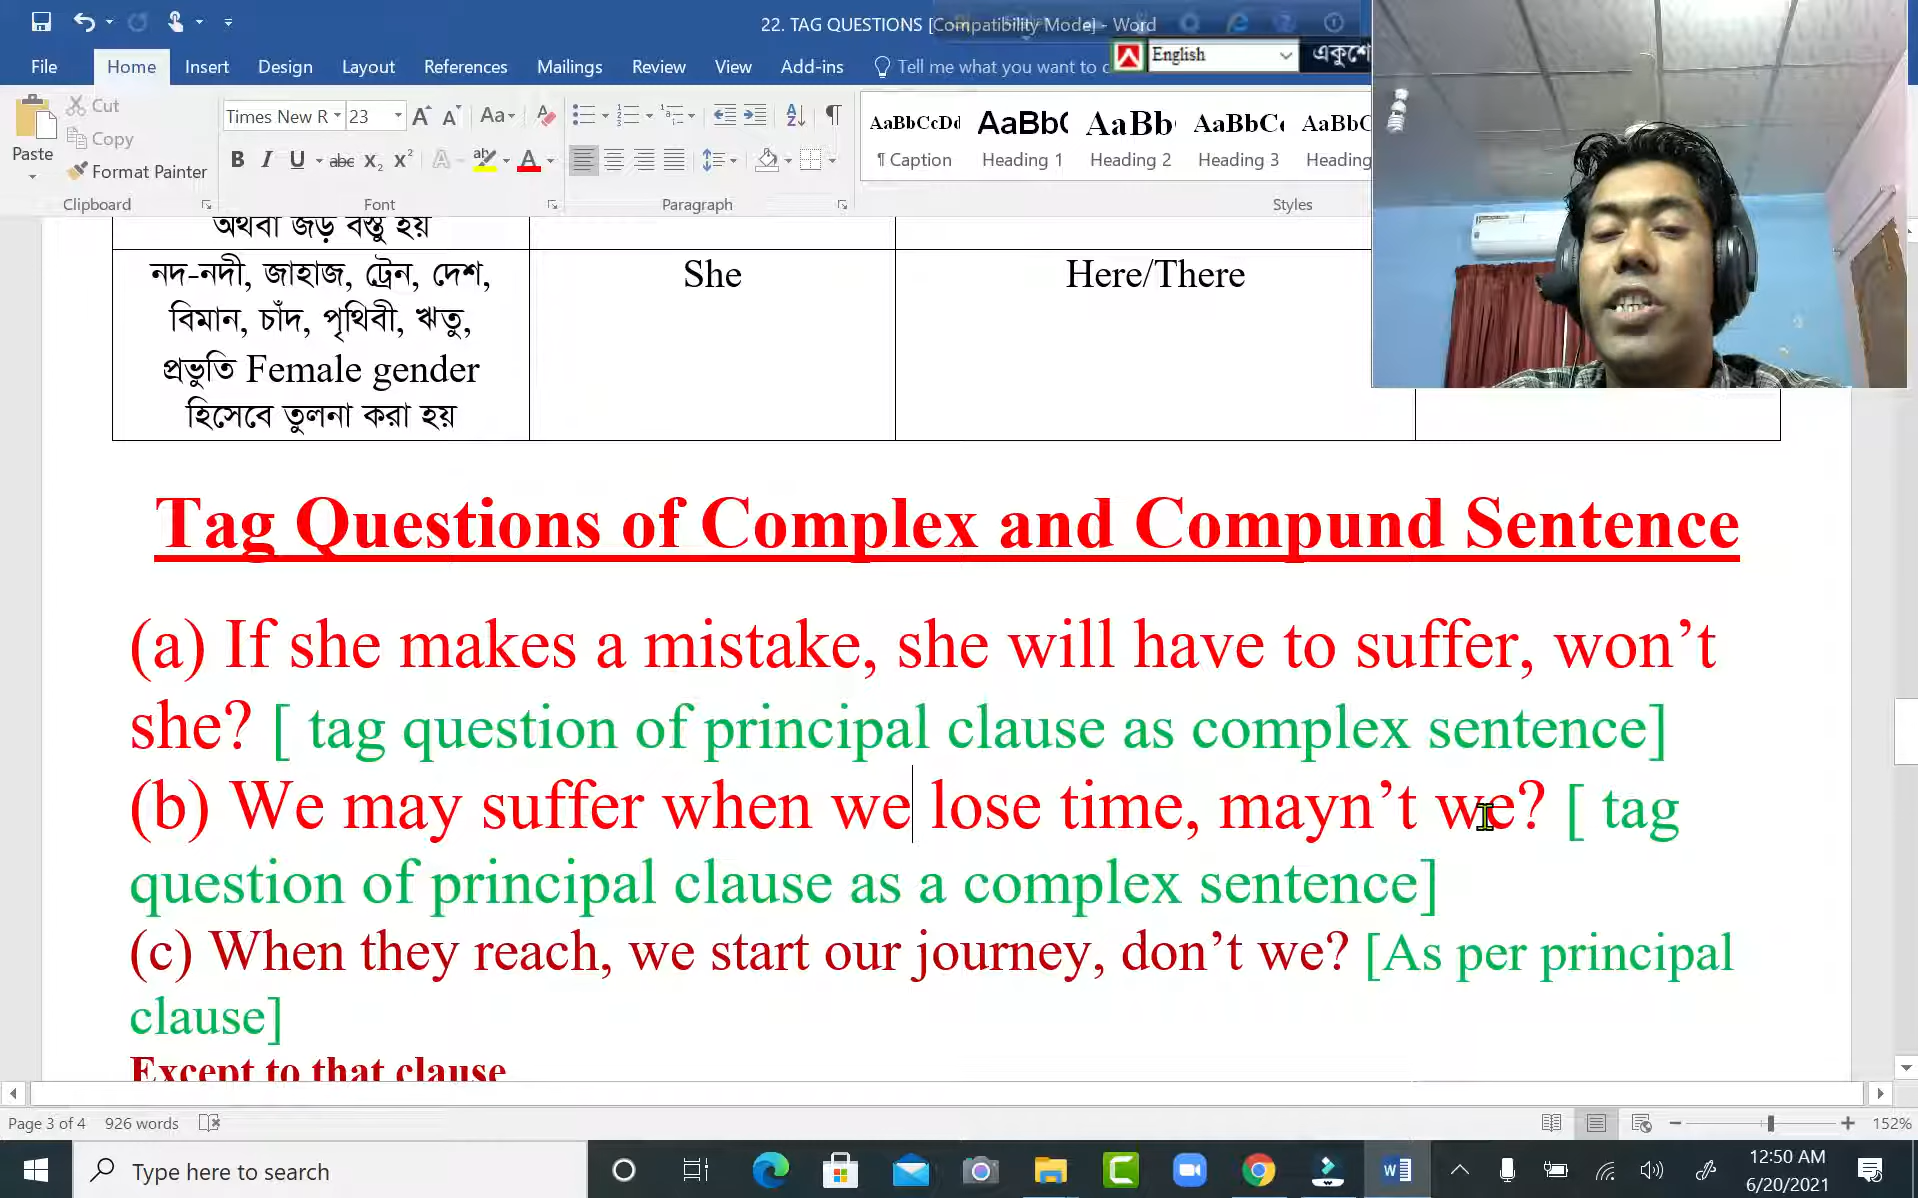 22. TAG QUESTIONS [Compatibility Mode] - Word
English
একুশে
File Home Insert Design Layout References Mailings Review View Add-ins Tell me what you want to
Cut
Copy
Paste
Format Painter
Clipboard
Times New R 23
Font
Paragraph
AaBbCcDd AaBb( AaBb AaBbC AaBbC
¶ Caption Heading 1 Heading 2 Heading 3 Heading
Styles
অথবা জড় বস্তু হয়
নদ-নদী, জাহাজ, ট্রেন, দেশ,
বিমান, চাঁদ, পৃথিবী, ঋতু,
প্রভুতি Female gender
হিসেবে তুলনা করা হয়
She
Here/There
Tag Questions of Complex and Compund Sentence
(a) If she makes a mistake, she will have to suffer, won’t
she? [ tag question of principal clause as complex sentence]
(b) We may suffer when we lose time, mayn’t we? [ tag
question of principal clause as a complex sentence]
(c) When they reach, we start our journey, don’t we? [As per principal
clause]
Except to that clause
Page 3 of 4 926 words
152%
Type here to search
12:50 AM
6/20/2021